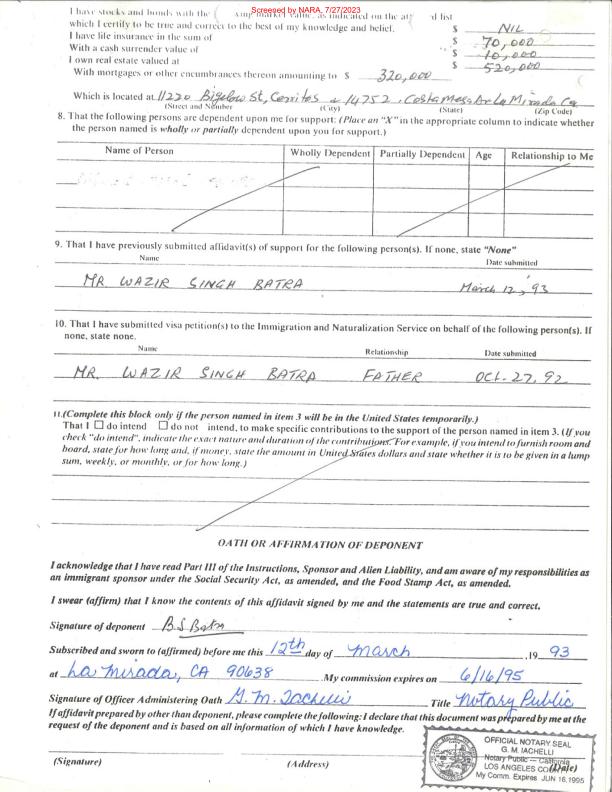 Screened by NARA, 7/27/2023
I have stocks and bonds with the market value, as indicated on the list
which I certify to be true and correct to the best of my knowledge and belief. $ NIL
I have life insurance in the sum of $ 70,000
With a cash surrender value of $ 10,000
I own real estate valued at $ 520,000
With mortgages or other encumbrances thereon amounting to $ 320,000
Which is located at 11220 Bigelow St, Cerritos & 14752, Costa Mesa Dr La Mirada Ca
(Street and Number) (City) (State) (Zip Code)
8. That the following persons are dependent upon me for support: (Place an "X" in the appropriate column to indicate whether
the person named is wholly or partially dependent upon you for support.)
Name of Person Wholly Dependent Partially Dependent Age Relationship to Me
9. That I have previously submitted affidavit(s) of support for the following person(s). If none, state "None"
Name Date submitted
MR WAZIR SINGH BATRA March 12, 93
10. That I have submitted visa petition(s) to the Immigration and Naturalization Service on behalf of the following person(s). If
none, state none.
Name Relationship Date submitted
MR. WAZIR SINGH BATRA FATHER OCT. 27, 92
11.(Complete this block only if the person named in item 3 will be in the United States temporarily.)
That I ☐ do intend ☐ do not intend, to make specific contributions to the support of the person named in item 3. (If you
check "do intend", indicate the exact nature and duration of the contributions. For example, if you intend to furnish room and
board, state for how long and, if money, state the amount in United States dollars and state whether it is to be given in a lump
sum, weekly, or monthly, or for how long.)
OATH OR AFFIRMATION OF DEPONENT
I acknowledge that I have read Part III of the Instructions, Sponsor and Alien Liability, and am aware of my responsibilities as
an immigrant sponsor under the Social Security Act, as amended, and the Food Stamp Act, as amended.
I swear (affirm) that I know the contents of this affidavit signed by me and the statements are true and correct.
Signature of deponent B.S Batra
Subscribed and sworn to (affirmed) before me this 12th day of March ,19 93
at La Mirada, CA 90638 .My commission expires on 6/16/95
Signature of Officer Administering Oath G. M. Iachelli Title Notary Public
If affidavit prepared by other than deponent, please complete the following: I declare that this document was prepared by me at the
request of the deponent and is based on all information of which I have knowledge.
OFFICIAL NOTARY SEAL
G. M. IACHELLI
Notary Public — California
LOS ANGELES COUNTY
My Comm. Expires JUN 16,1995
(Signature) (Address) (Date)